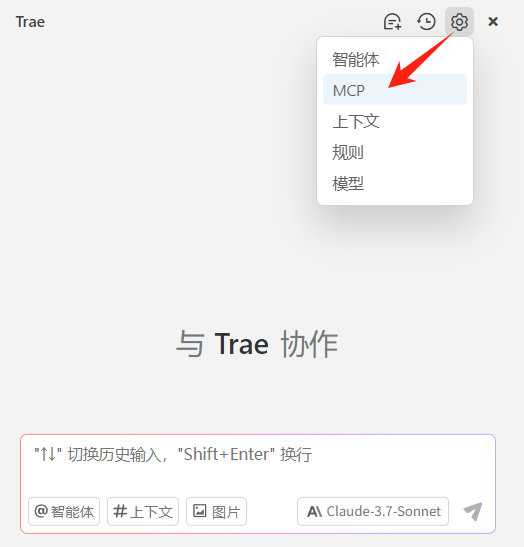 Trae
智能体
MCP
上下文
规则
模型
与 Trae 协作
"↑↓" 切换历史输入，"Shift+Enter" 换行
@智能体 #上下文 图片 Claude-3.7-Sonnet